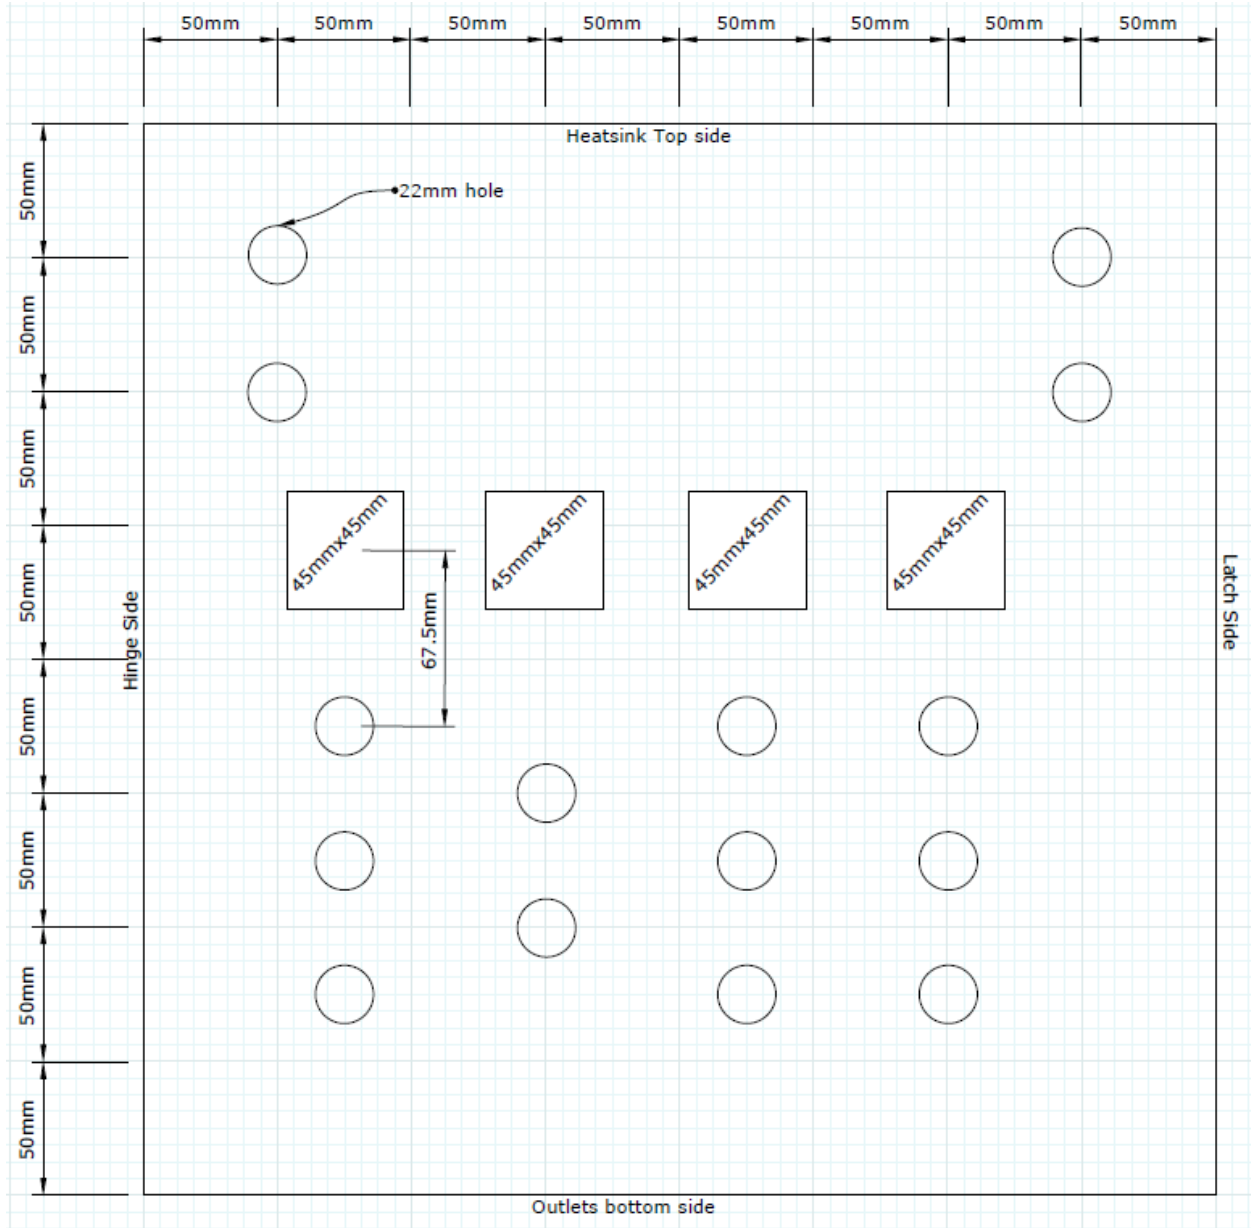 50mm 50mm 50mm 50mm 50mm 50mm 50mm 50mm
Heatsink Top side
50mm
22mm hole
50mm
50mm
45mmx45mm 45mmx45mm 45mmx45mm 45mmx45mm
50mm
67.5mm
Hinge Side
Latch Side
50mm
50mm
50mm
50mm
Outlets bottom side